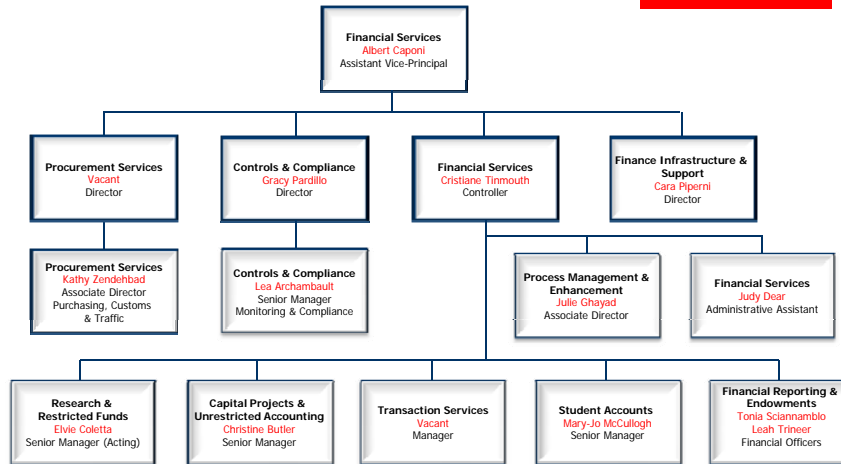 Financial Services
Albert Caponi
Assistant Vice-Principal
Procurement Services
Vacant
Director
Controls & Compliance
Gracy Pardillo
Director
Financial Services
Cristiane Tinmouth
Controller
Finance Infrastructure &
Support
Cara Piperni
Director
Procurement Services
Kathy Zendehbad
Associate Director
Purchasing, Customs
& Traffic
Controls & Compliance
Lea Archambault
Senior Manager
Monitoring & Compliance
Process Management &
Enhancement
Julie Ghayad
Associate Director
Financial Services
Judy Dear
Administrative Assistant
Research &
Restricted Funds
Elvie Coletta
Senior Manager (Acting)
Capital Projects &
Unrestricted Accounting
Christine Butler
Senior Manager
Transaction Services
Vacant
Manager
Student Accounts
Mary-Jo McCullogh
Senior Manager
Financial Reporting &
Endowments
Tonia Sciannamblo
Leah Trineer
Financial Officers